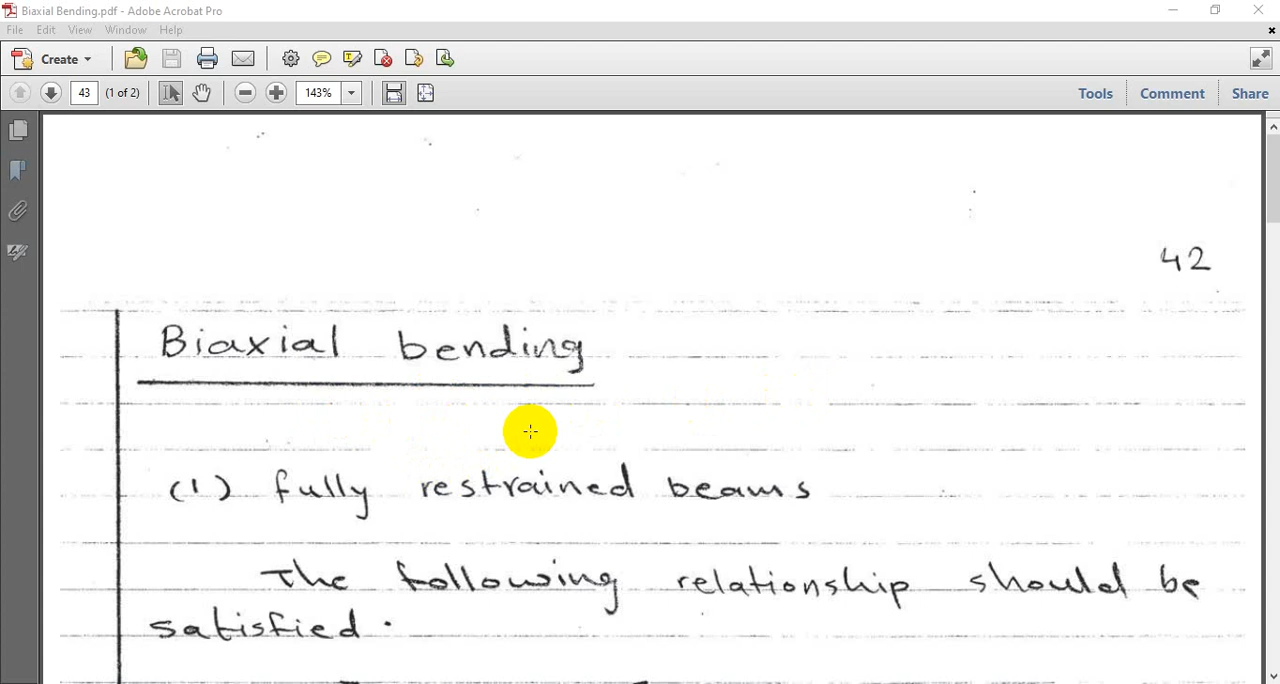 Biaxial Bending.pdf - Adobe Acrobat Pro
File Edit View Window Help
Create
43 (1 of 2) 143% Tools Comment Share
42
Biaxial bending
(1) fully restrained beams
The following relationship should be
satisfied.